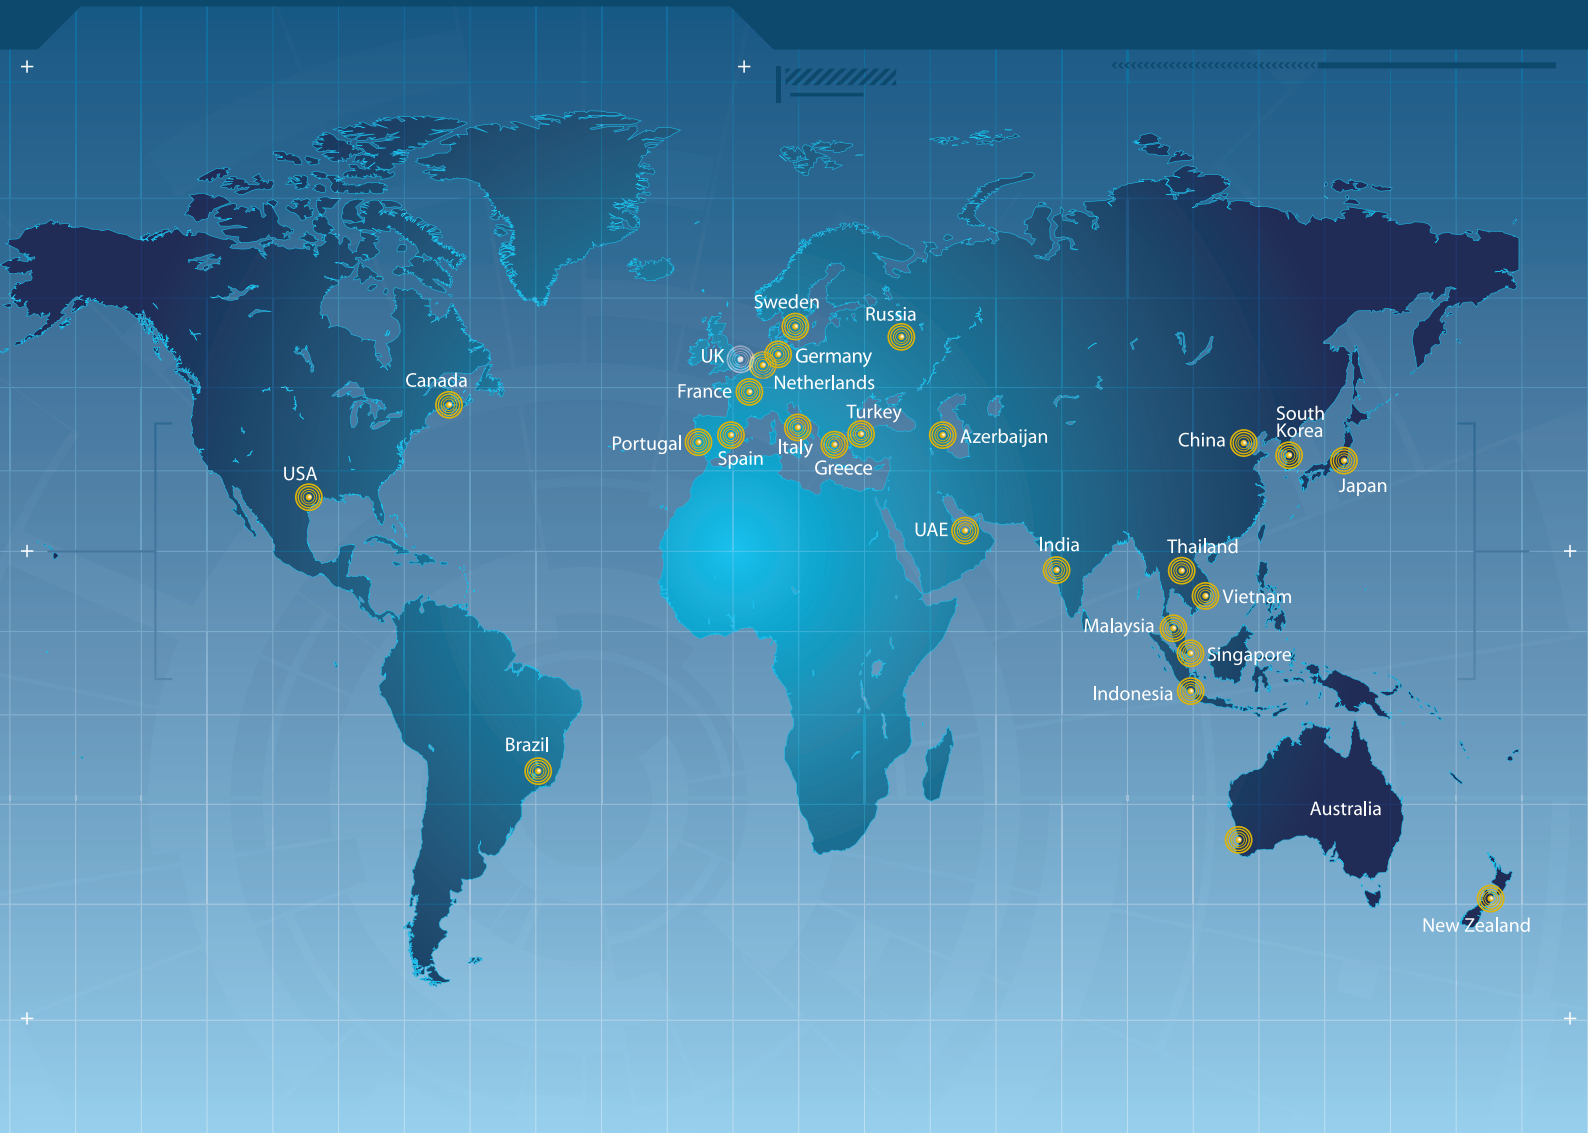 Sweden
Russia
UK
Germany
Canada
France
Netherlands
Turkey
South
Korea
Portugal
Spain
Italy
Greece
Azerbaijan
China
USA
Japan
UAE
India
Thailand
Vietnam
Malaysia
Singapore
Indonesia
Brazil
Australia
New Zealand